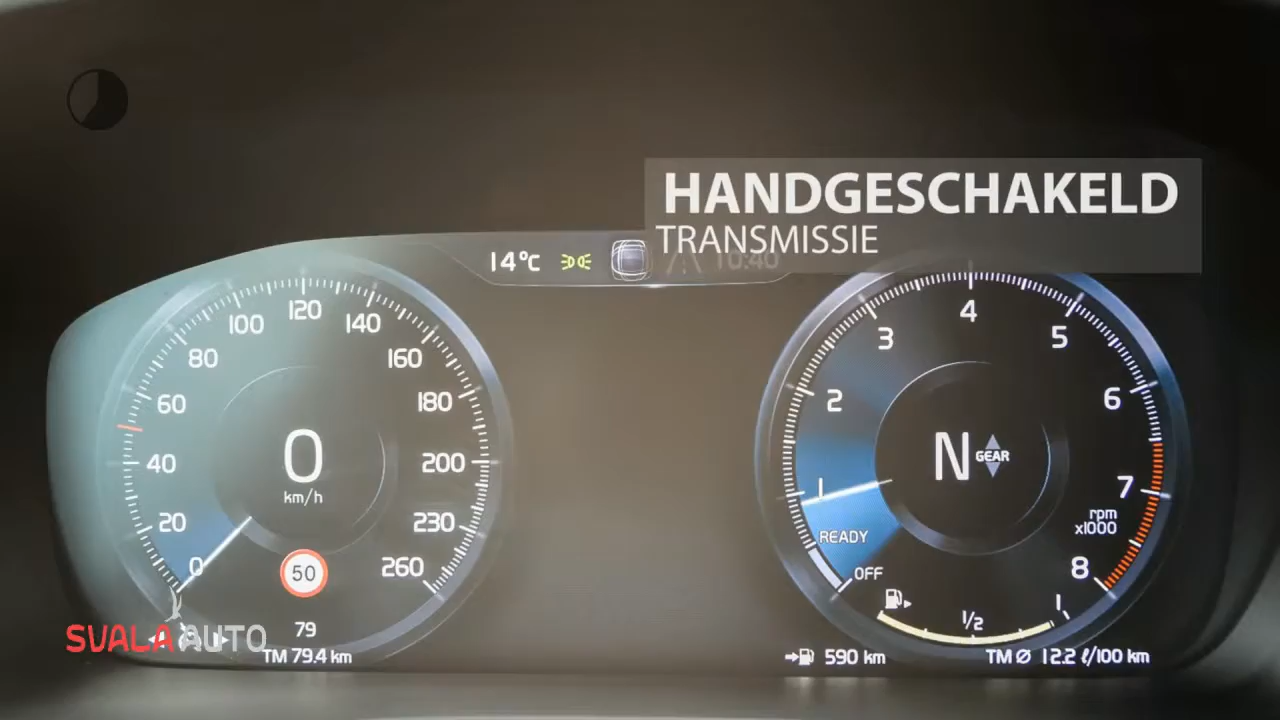 HANDGESCHAKELD
TRANSMISSIE
14°C
10:40
0
20
40
60
80
100
120
140
160
180
200
230
260
0
km/h
50
79
TM 79.4 km
SVALA AUTO
OFF
READY
1
2
3
4
5
6
7
8
N GEAR
rpm
x1000
1/2
1
590 km
TM Ø 12.2 ℓ/100 km